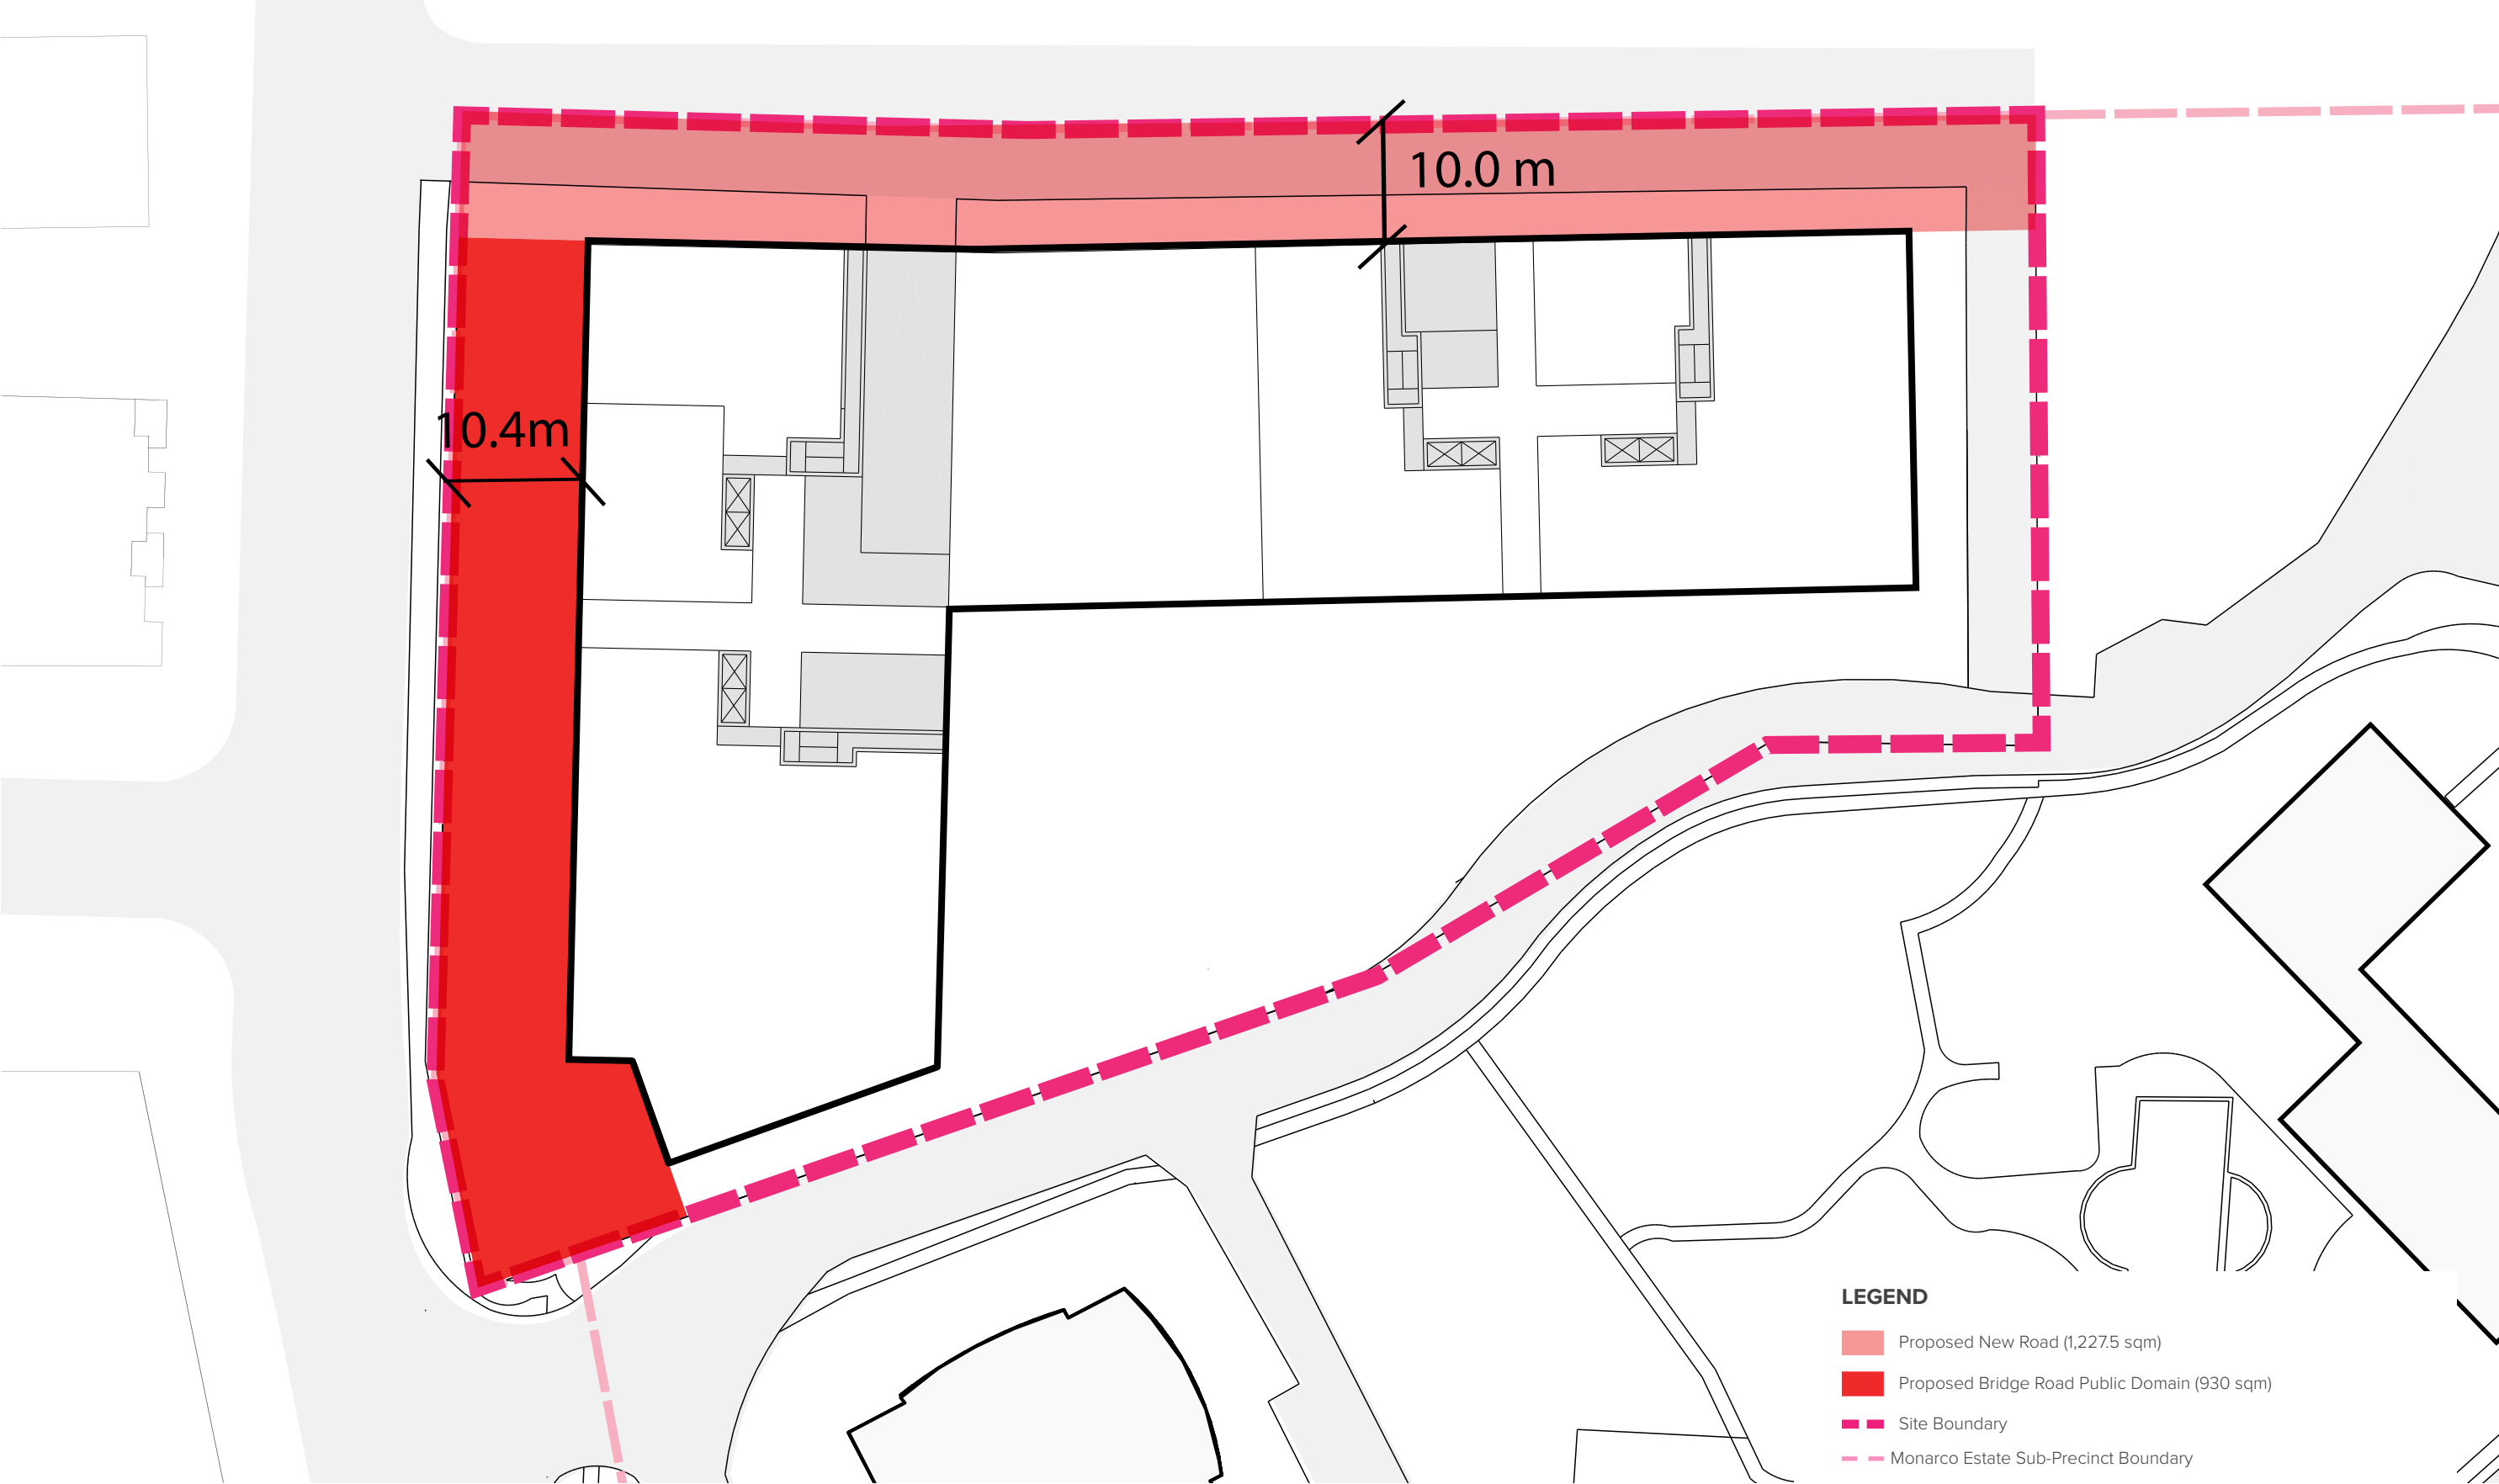 10.0 m
10.4m
LEGEND
Proposed New Road (1,227.5 sqm)
Proposed Bridge Road Public Domain (930 sqm)
Site Boundary
Monarco Estate Sub-Precinct Boundary